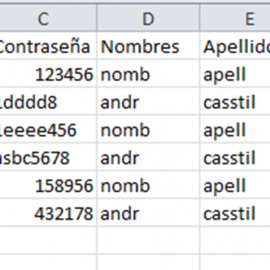 C D E
Contraseña Nombres Apellido
123456 nomb apell
1dddd8 andr casstil
1eeee456 nomb apell
asbc5678 andr casstil
158956 nomb apell
432178 andr casstil